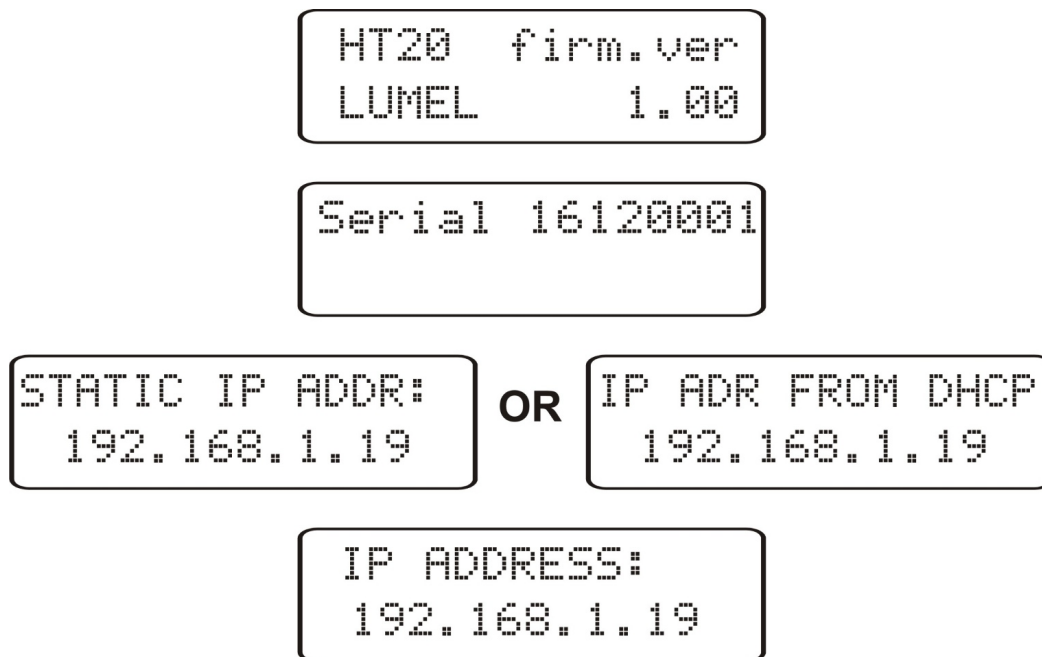 HT20 firm.ver
LUMEL 1.00
Serial 16120001
STATIC IP ADDR:
192.168.1.19
OR
IP ADR FROM DHCP
192.168.1.19
IP ADDRESS:
192.168.1.19